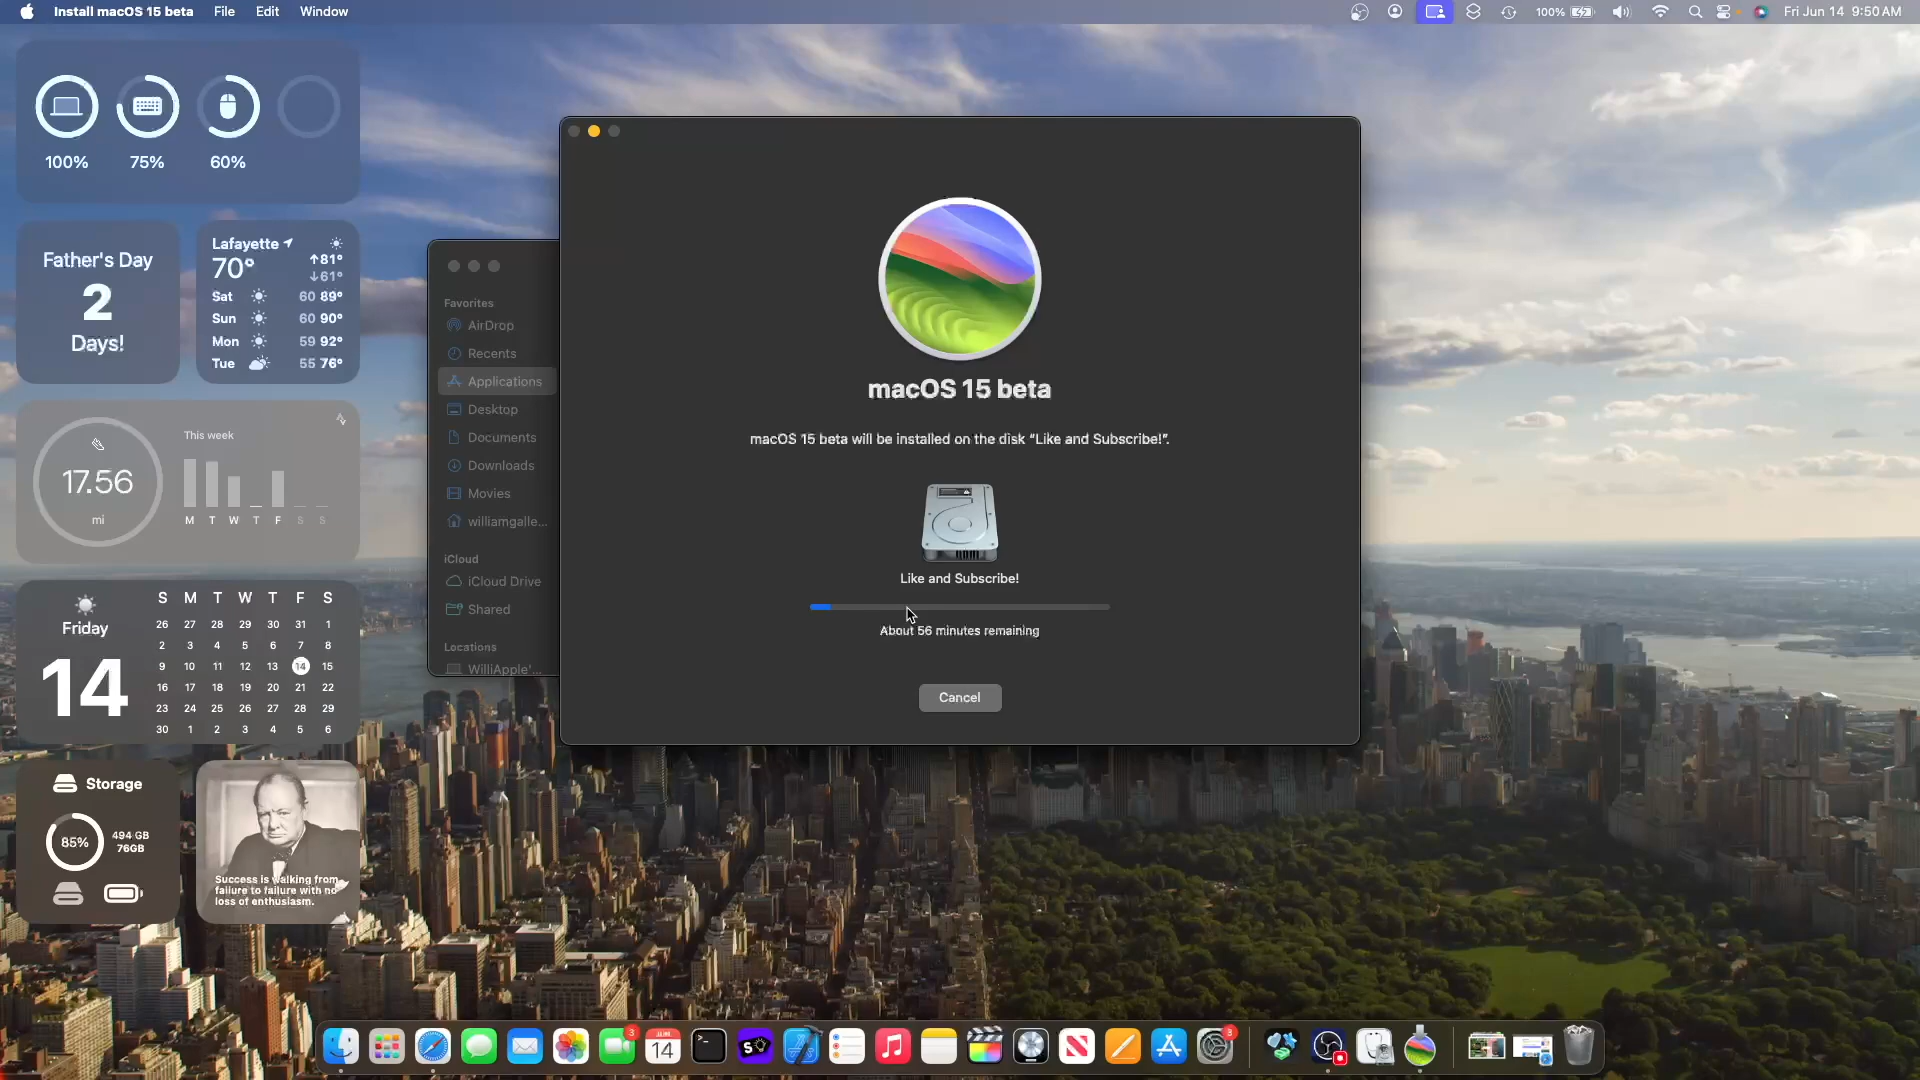 Install macOS 15 beta File Edit Window
100% Fri Jun 14 9:50 AM
100% 75% 60%
Father's Day
2
Days!
Lafayette
70° ↑81°
↓61°
Sat 60 89°
Sun 60 90°
Mon 59 92°
Tue 55 76°
This week
17.56
mi
M T W T F S S
Friday
14
S M T W T F S
26 27 28 29 30 31 1
2 3 4 5 6 7 8
9 10 11 12 13 14 15
16 17 18 19 20 21 22
23 24 25 26 27 28 29
30 1 2 3 4 5 6
Storage
85%
494 GB
76GB
Success is walking from
failure to failure with no
loss of enthusiasm.
Favorites
AirDrop
Recents
Applications
Desktop
Documents
Downloads
Movies
williamgalle...
iCloud
iCloud Drive
Shared
Locations
WilliApple'...
macOS 15 beta
macOS 15 beta will be installed on the disk “Like and Subscribe!”.
Like and Subscribe!
About 56 minutes remaining
Cancel
3
JUN
14
3